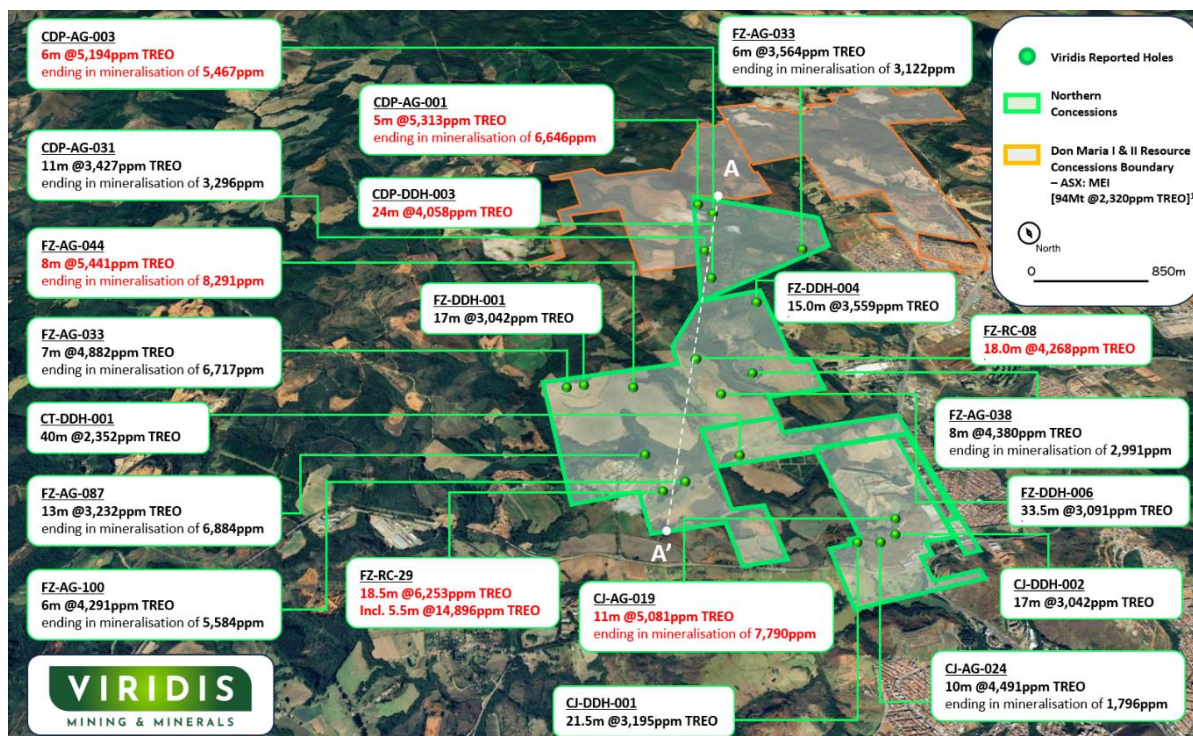 CDP-AG-003
6m @5,194ppm TREO
ending in mineralisation of 5,467ppm
FZ-AG-033
6m @3,564ppm TREO
ending in mineralisation of 3,122ppm
CDP-AG-001
5m @5,313ppm TREO
ending in mineralisation of 6,646ppm
CDP-AG-031
11m @3,427ppm TREO
ending in mineralisation of 3,296ppm
CDP-DDH-003
24m @4,058ppm TREO
A
FZ-AG-044
8m @5,441ppm TREO
ending in mineralisation of 8,291ppm
FZ-DDH-001
17m @3,042ppm TREO
FZ-DDH-004
15.0m @3,559ppm TREO
FZ-RC-08
18.0m @4,268ppm TREO
FZ-AG-033
7m @4,882ppm TREO
ending in mineralisation of 6,717ppm
CT-DDH-001
40m @2,352ppm TREO
FZ-AG-038
8m @4,380ppm TREO
ending in mineralisation of 2,991ppm
FZ-AG-087
13m @3,232ppm TREO
ending in mineralisation of 6,884ppm
FZ-DDH-006
33.5m @3,091ppm TREO
A’
FZ-AG-100
6m @4,291ppm TREO
ending in mineralisation of 5,584ppm
FZ-RC-29
18.5m @6,253ppm TREO
Incl. 5.5m @14,896ppm TREO
CJ-AG-019
11m @5,081ppm TREO
ending in mineralisation of 7,790ppm
CJ-DDH-002
17m @3,042ppm TREO
CJ-AG-024
10m @4,491ppm TREO
ending in mineralisation of 1,796ppm
CJ-DDH-001
21.5m @3,195ppm TREO
Viridis Reported Holes
Northern
Concessions
Don Maria I & II Resource
Concessions Boundary
– ASX: MEI
[94Mt @2,320ppm TREO]¹
North
0 850m
VIRIDIS
MINING & MINERALS